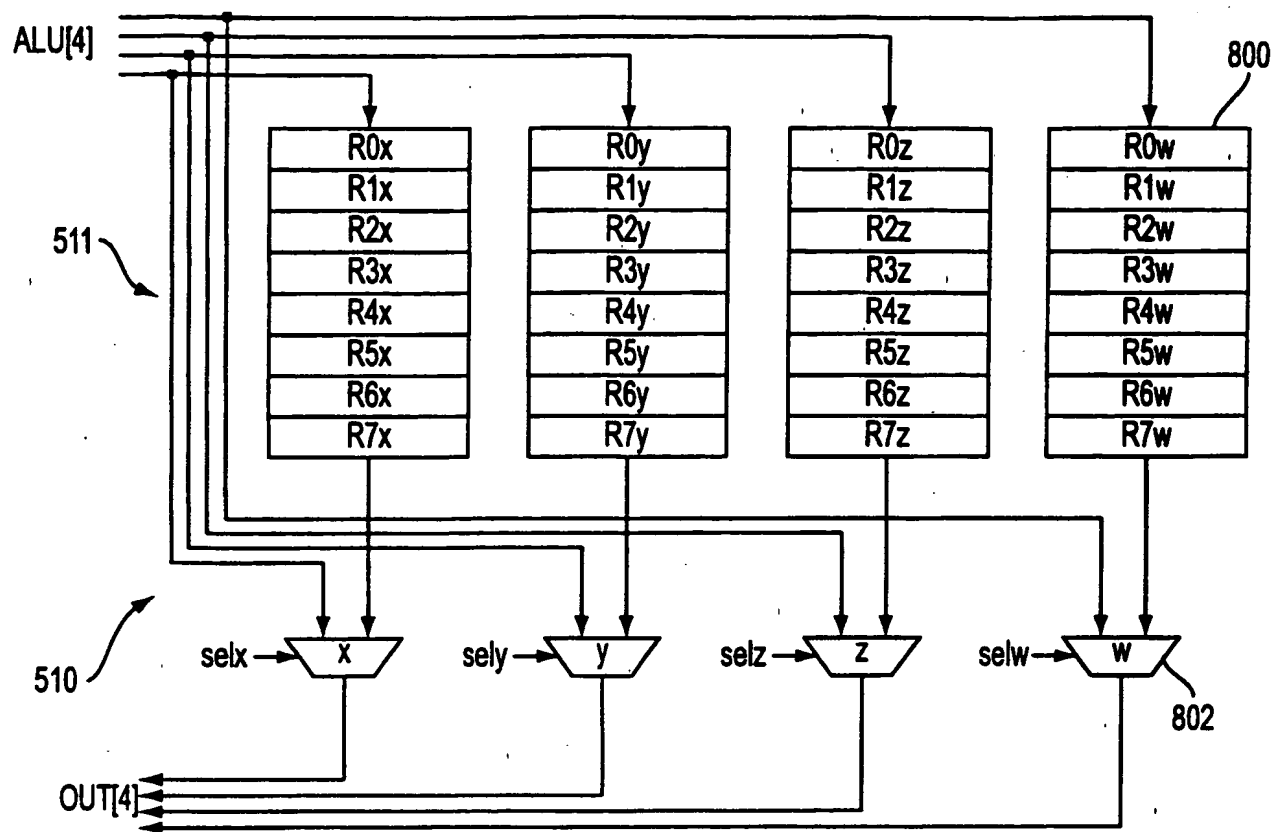 ALU[4]
800
R0x R0y R0z R0w
R1x R1y R1z R1w
R2x R2y R2z R2w
511
R3x R3y R3z R3w
R4x R4y R4z R4w
R5x R5y R5z R5w
R6x R6y R6z R6w
R7x R7y R7z R7w
selx x sely y selz z selw w
510
802
OUT[4]